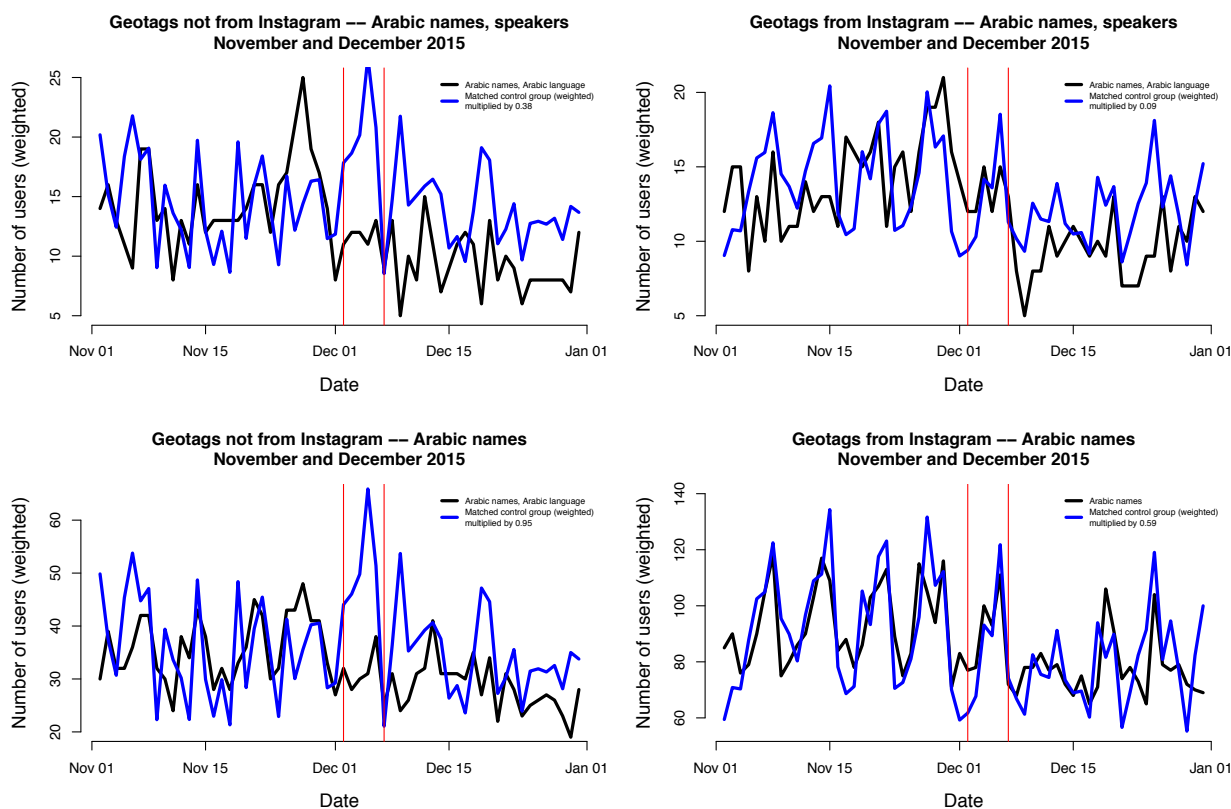 Geotags not from Instagram −− Arabic names, speakers
November and December 2015
Number of users (weighted)
25
20
15
10
5
Arabic names, Arabic language
Matched control group (weighted)
multiplied by 0.38
Nov 01
Nov 15
Dec 01
Dec 15
Jan 01
Date
Geotags from Instagram −− Arabic names, speakers
November and December 2015
Number of users (weighted)
20
15
10
5
Arabic names, Arabic language
Matched control group (weighted)
multiplied by 0.09
Nov 01
Nov 15
Dec 01
Dec 15
Jan 01
Date
Geotags not from Instagram −− Arabic names
November and December 2015
Number of users (weighted)
60
50
40
30
20
Arabic names, Arabic language
Matched control group (weighted)
multiplied by 0.95
Nov 01
Nov 15
Dec 01
Dec 15
Jan 01
Date
Geotags from Instagram −− Arabic names
November and December 2015
Number of users (weighted)
140
120
100
80
60
Arabic names
Matched control group (weighted)
multiplied by 0.59
Nov 01
Nov 15
Dec 01
Dec 15
Jan 01
Date